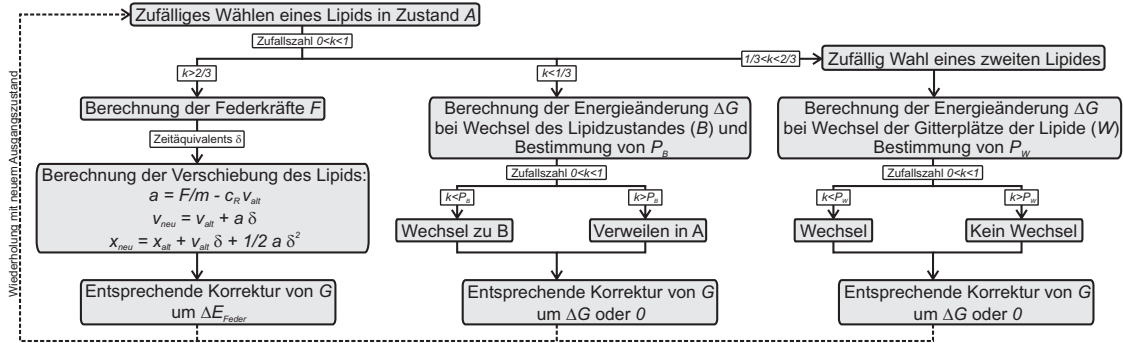 Zufälliges Wählen eines Lipids in Zustand A
Zufallszahl 0<k<1
k>2/3
k<1/3
1/3<k<2/3
Zufällig Wahl eines zweiten Lipides
Berechnung der Federkräfte F
Zeitäquivalents δ
Berechnung der Verschiebung des Lipids:
a = F/m - c_R v_alt
v_neu = v_alt + a δ
x_neu = x_alt + v_alt δ + 1/2 a δ²
Entsprechende Korrektur von G
um ΔE_Feder
Berechnung der Energieänderung ΔG
bei Wechsel des Lipidzustandes (B) und
Bestimmung von P_B
Zufallszahl 0<k<1
k<P_B
k>P_B
Wechsel zu B
Verweilen in A
Entsprechende Korrektur von G
um ΔG oder 0
Berechnung der Energieänderung ΔG
bei Wechsel der Gitterplätze der Lipide (W)
Bestimmung von P_W
Zufallszahl 0<k<1
k<P_W
k>P_W
Wechsel
Kein Wechsel
Entsprechende Korrektur von G
um ΔG oder 0
Wiederholung mit neuem Ausgangszustand